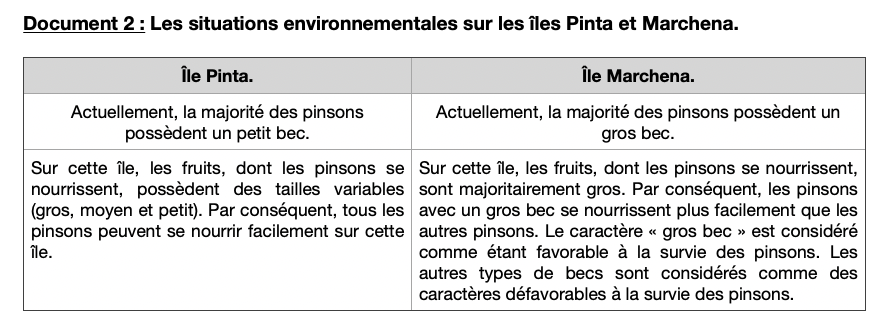 Document 2 : Les situations environnementales sur les îles Pinta et Marchena.
Île Pinta.
Île Marchena.
Actuellement, la majorité des pinsons
possèdent un petit bec.
Actuellement, la majorité des pinsons possèdent un
gros bec.
Sur cette île, les fruits, dont les pinsons se
nourrissent, possèdent des tailles variables
(gros, moyen et petit). Par conséquent, tous les
pinsons peuvent se nourrir facilement sur cette
île.
Sur cette île, les fruits, dont les pinsons se nourrissent,
sont majoritairement gros. Par conséquent, les pinsons
avec un gros bec se nourrissent plus facilement que les
autres pinsons. Le caractère « gros bec » est considéré
comme étant favorable à la survie des pinsons. Les
autres types de becs sont considérés comme des
caractères défavorables à la survie des pinsons.